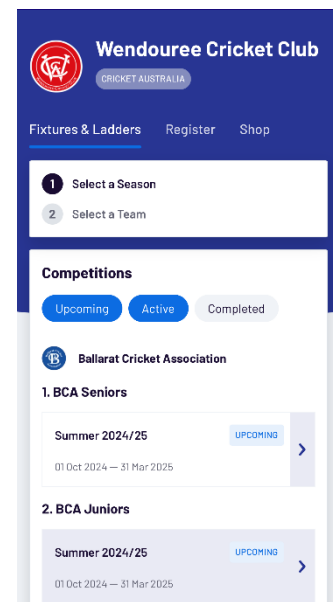 Wendouree Cricket Club
CRICKET AUSTRALIA
Fixtures & Ladders Register Shop
1 Select a Season
2 Select a Team
Competitions
Upcoming Active Completed
Ballarat Cricket Association
1. BCA Seniors
Summer 2024/25 UPCOMING
01 Oct 2024 — 31 Mar 2025
2. BCA Juniors
Summer 2024/25 UPCOMING
01 Oct 2024 — 31 Mar 2025